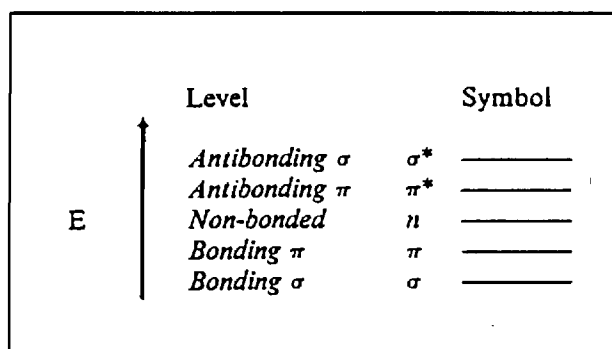 Level Symbol
Antibonding σ σ*
Antibonding π π*
E Non-bonded n
Bonding π π
Bonding σ σ